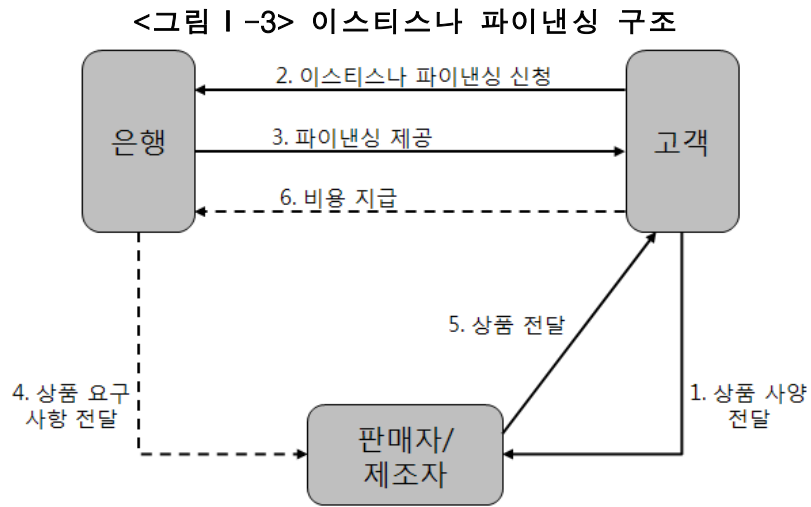 <그림Ⅰ-3> 이스티스나 파이낸싱 구조
2. 이스티스나 파이낸싱 신청
은행
고객
3. 파이낸싱 제공
6. 비용 지급
5. 상품 전달
4. 상품 요구
사항 전달
1. 상품 사양
전달
판매자/
제조자